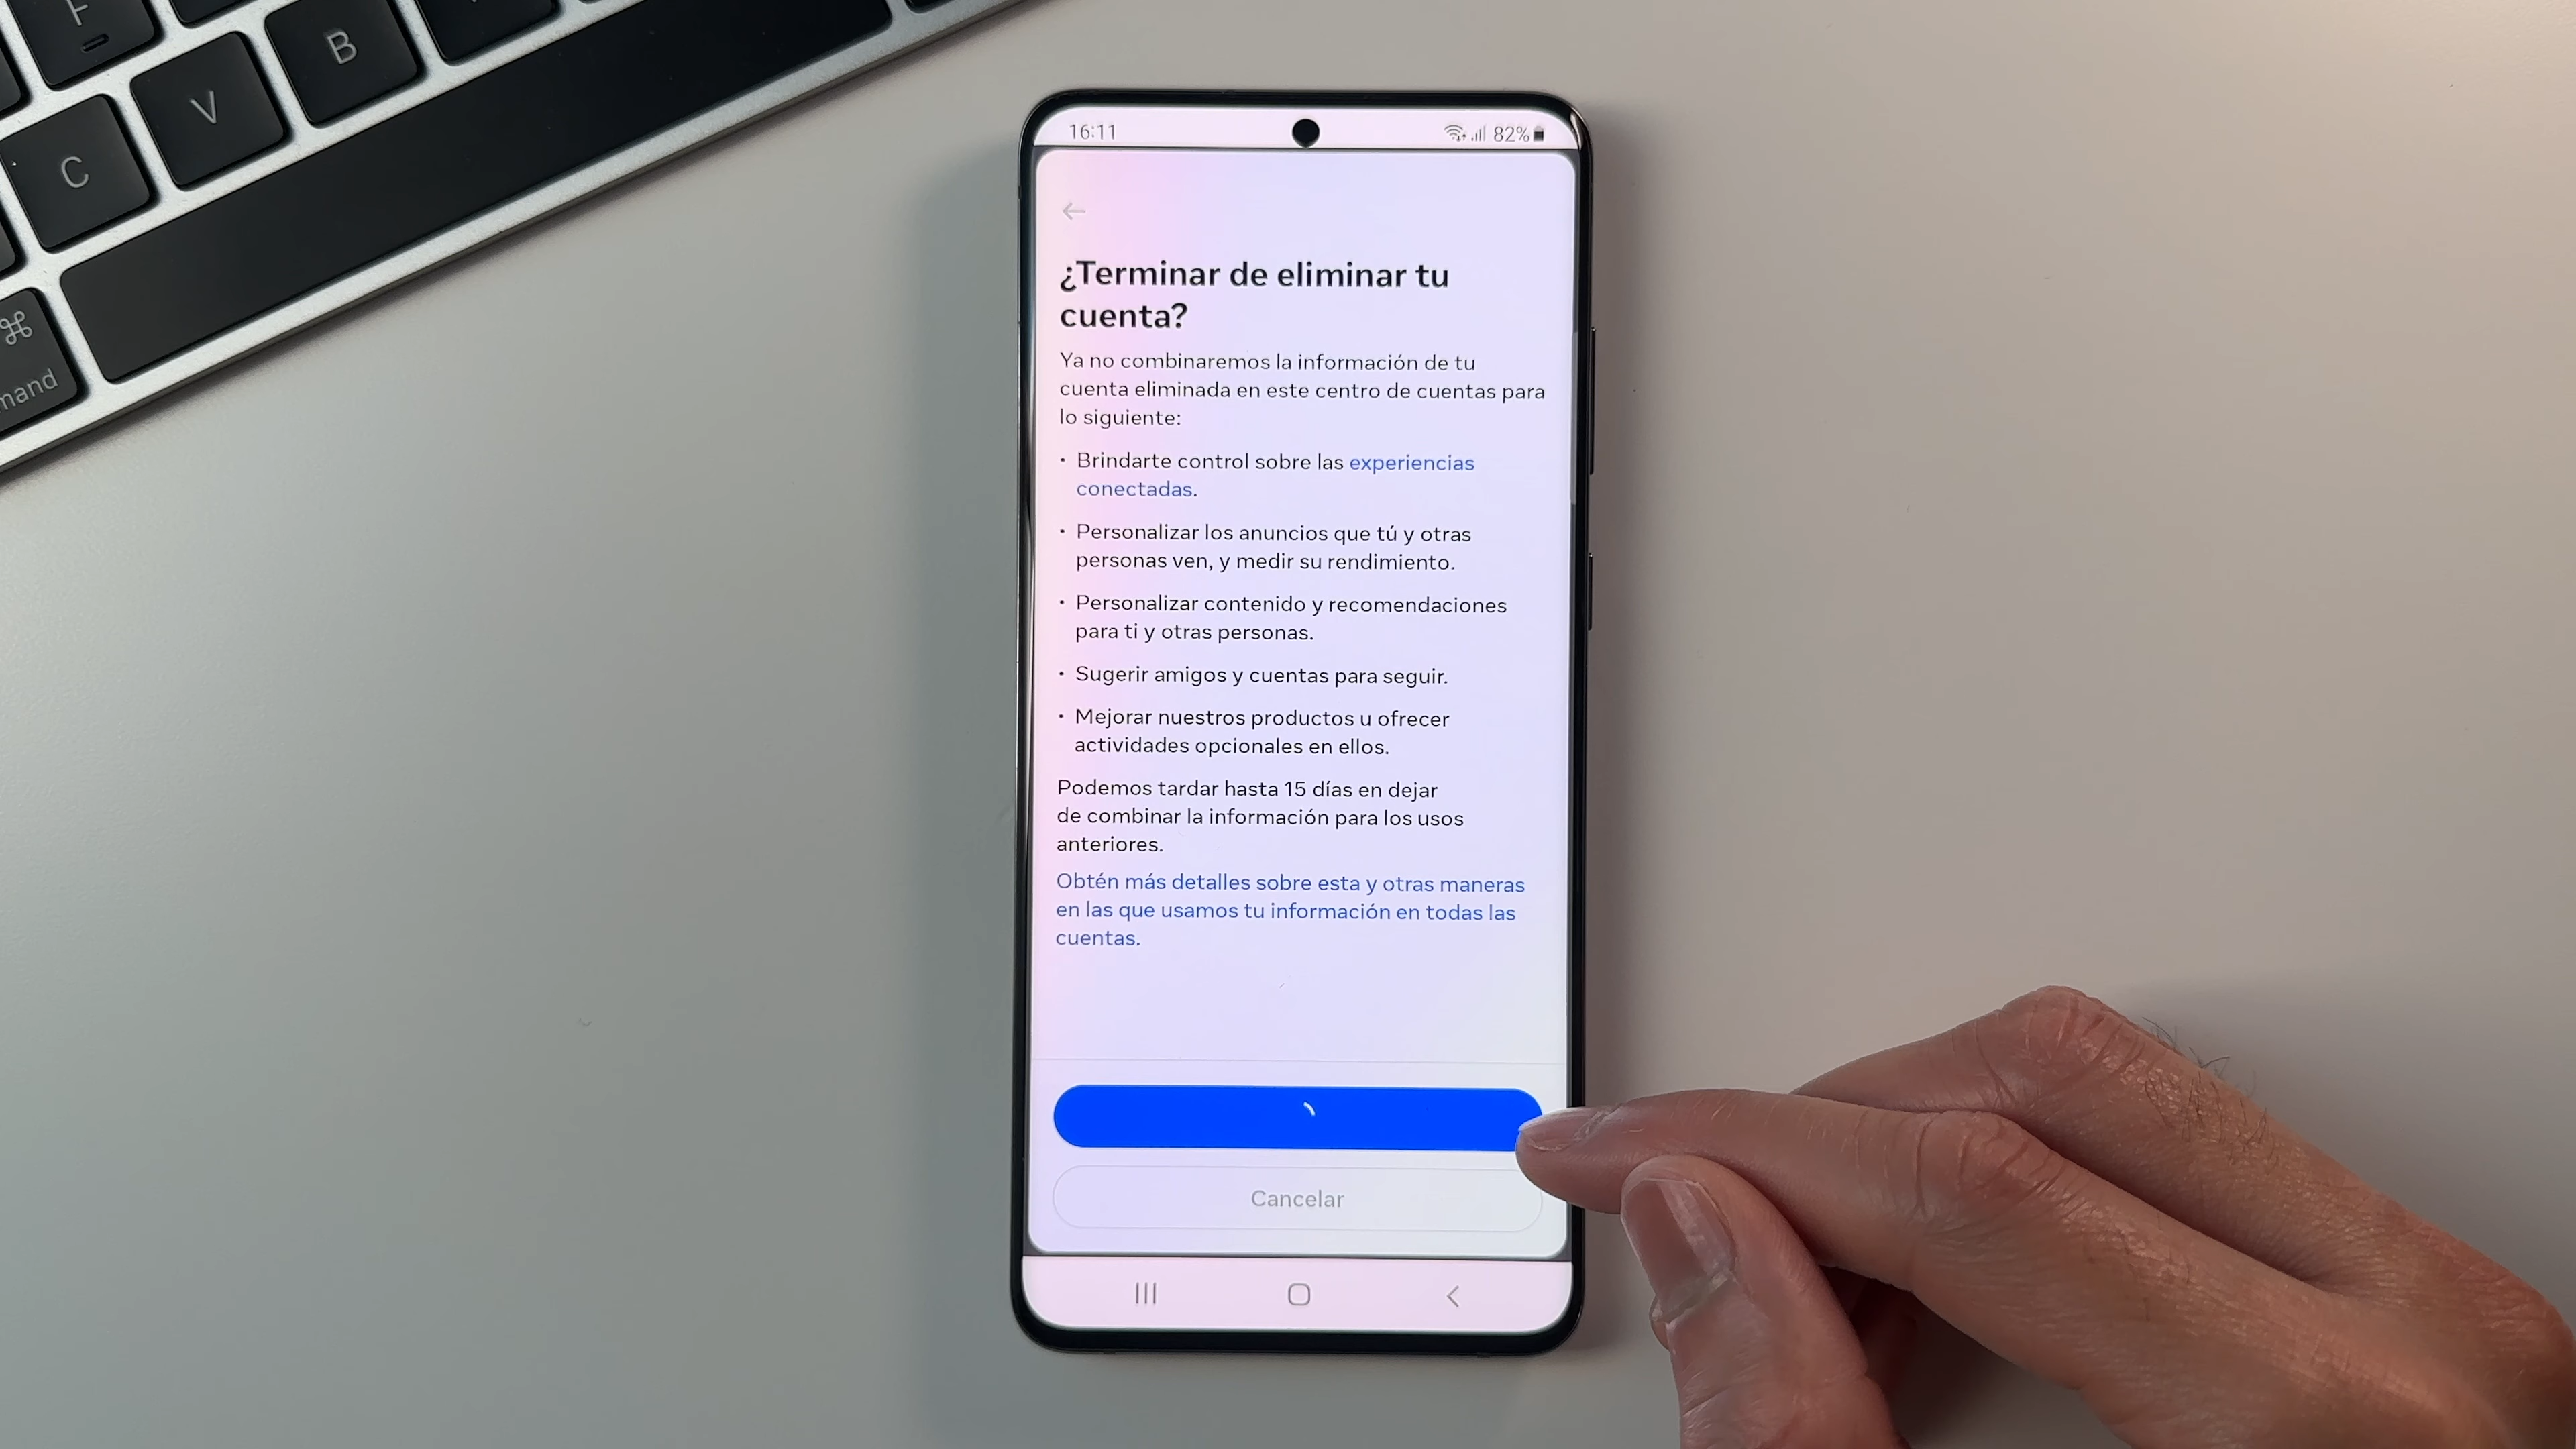 F
B
V
C
⌘
mand
16:11
82%
¿Terminar de eliminar tu
cuenta?
Ya no combinaremos la información de tu
cuenta eliminada en este centro de cuentas para
lo siguiente:
• Brindarte control sobre las experiencias
conectadas.
• Personalizar los anuncios que tú y otras
personas ven, y medir su rendimiento.
• Personalizar contenido y recomendaciones
para ti y otras personas.
• Sugerir amigos y cuentas para seguir.
• Mejorar nuestros productos u ofrecer
actividades opcionales en ellos.
Podemos tardar hasta 15 días en dejar
de combinar la información para los usos
anteriores.
Obtén más detalles sobre esta y otras maneras
en las que usamos tu información en todas las
cuentas.
Cancelar